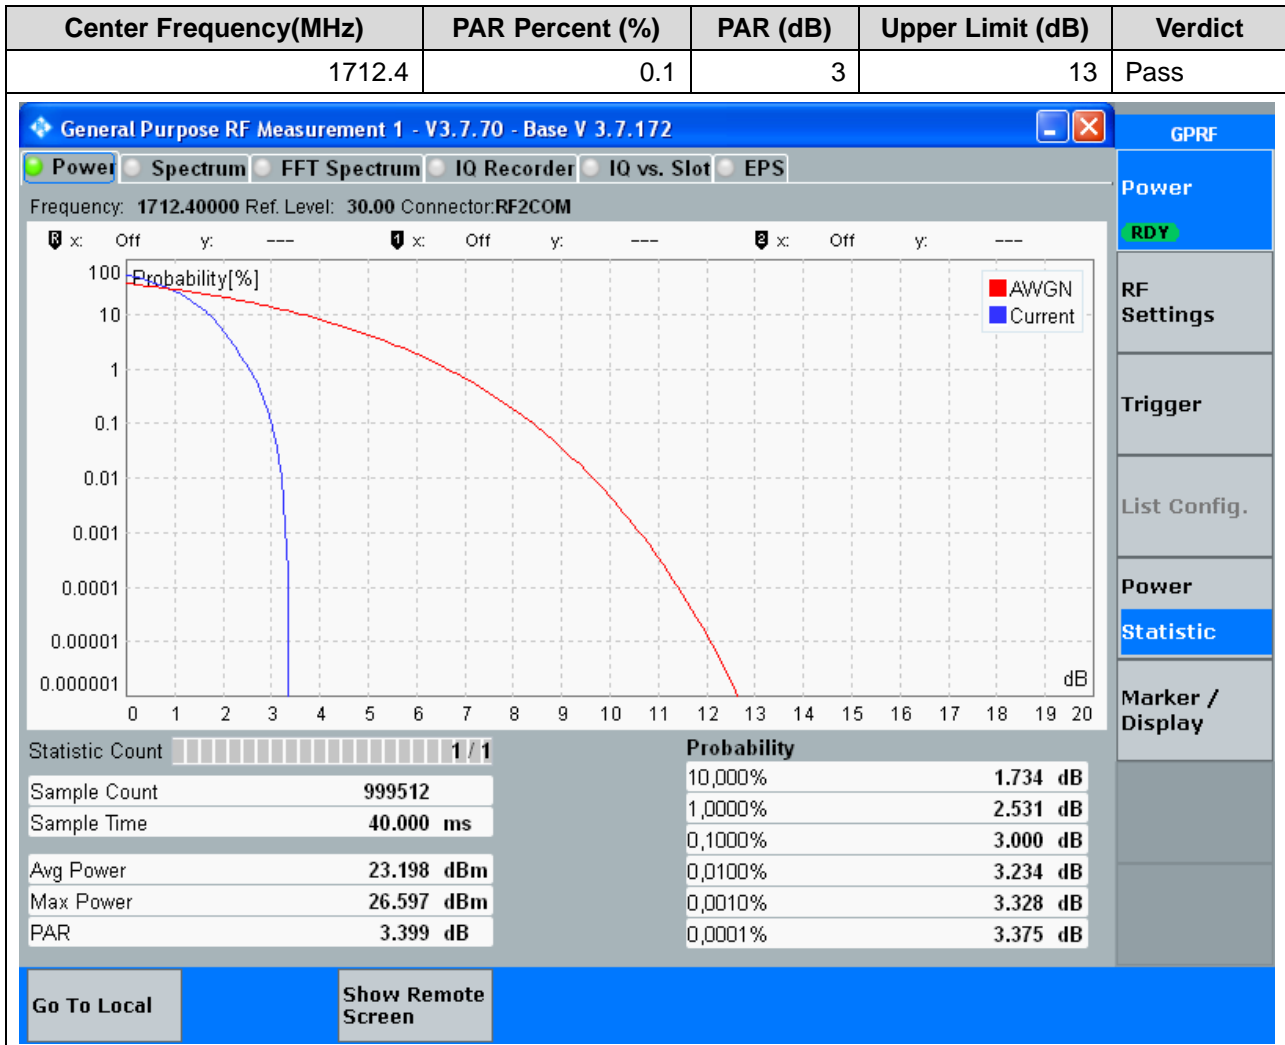 Center Frequency(MHz) PAR Percent (%) PAR (dB) Upper Limit (dB) Verdict
1712.4 0.1 3 13 Pass
General Purpose RF Measurement 1 - V3.7.70 - Base V 3.7.172
GPRF
Power Spectrum FFT Spectrum IQ Recorder IQ vs. Slot EPS
Frequency: 1712.40000 Ref. Level: 30.00 Connector:RF2COM
R x: Off y: --- 1 x: Off y: --- 2 x: Off y: ---
Probability[%]
AWGN
Current
100
10
1
0.1
0.01
0.001
0.0001
0.00001
0.000001
dB
0 1 2 3 4 5 6 7 8 9 10 11 12 13 14 15 16 17 18 19 20
Statistic Count 1 / 1
Sample Count 999512
Sample Time 40.000 ms
Avg Power 23.198 dBm
Max Power 26.597 dBm
PAR 3.399 dB
Probability
10,000% 1.734 dB
1,0000% 2.531 dB
0,1000% 3.000 dB
0,0100% 3.234 dB
0,0010% 3.328 dB
0,0001% 3.375 dB
Power
RDY
RF
Settings
Trigger
List Config.
Power
Statistic
Marker /
Display
Go To Local
Show Remote
Screen